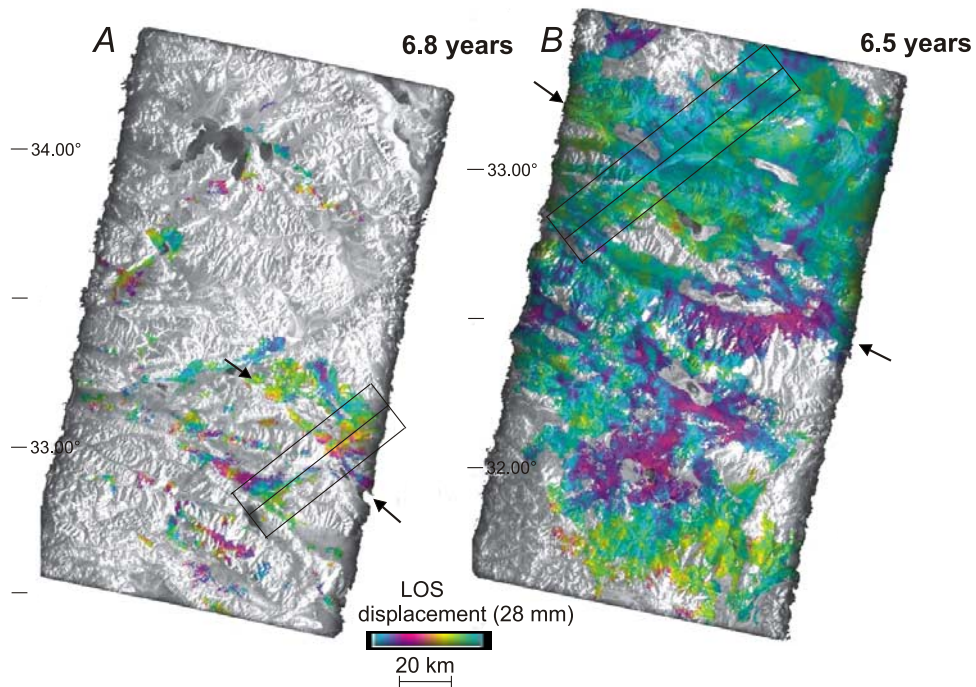 A
6.8 years
B
6.5 years
34.00°
33.00°
33.00°
32.00°
LOS
displacement (28 mm)
20 km